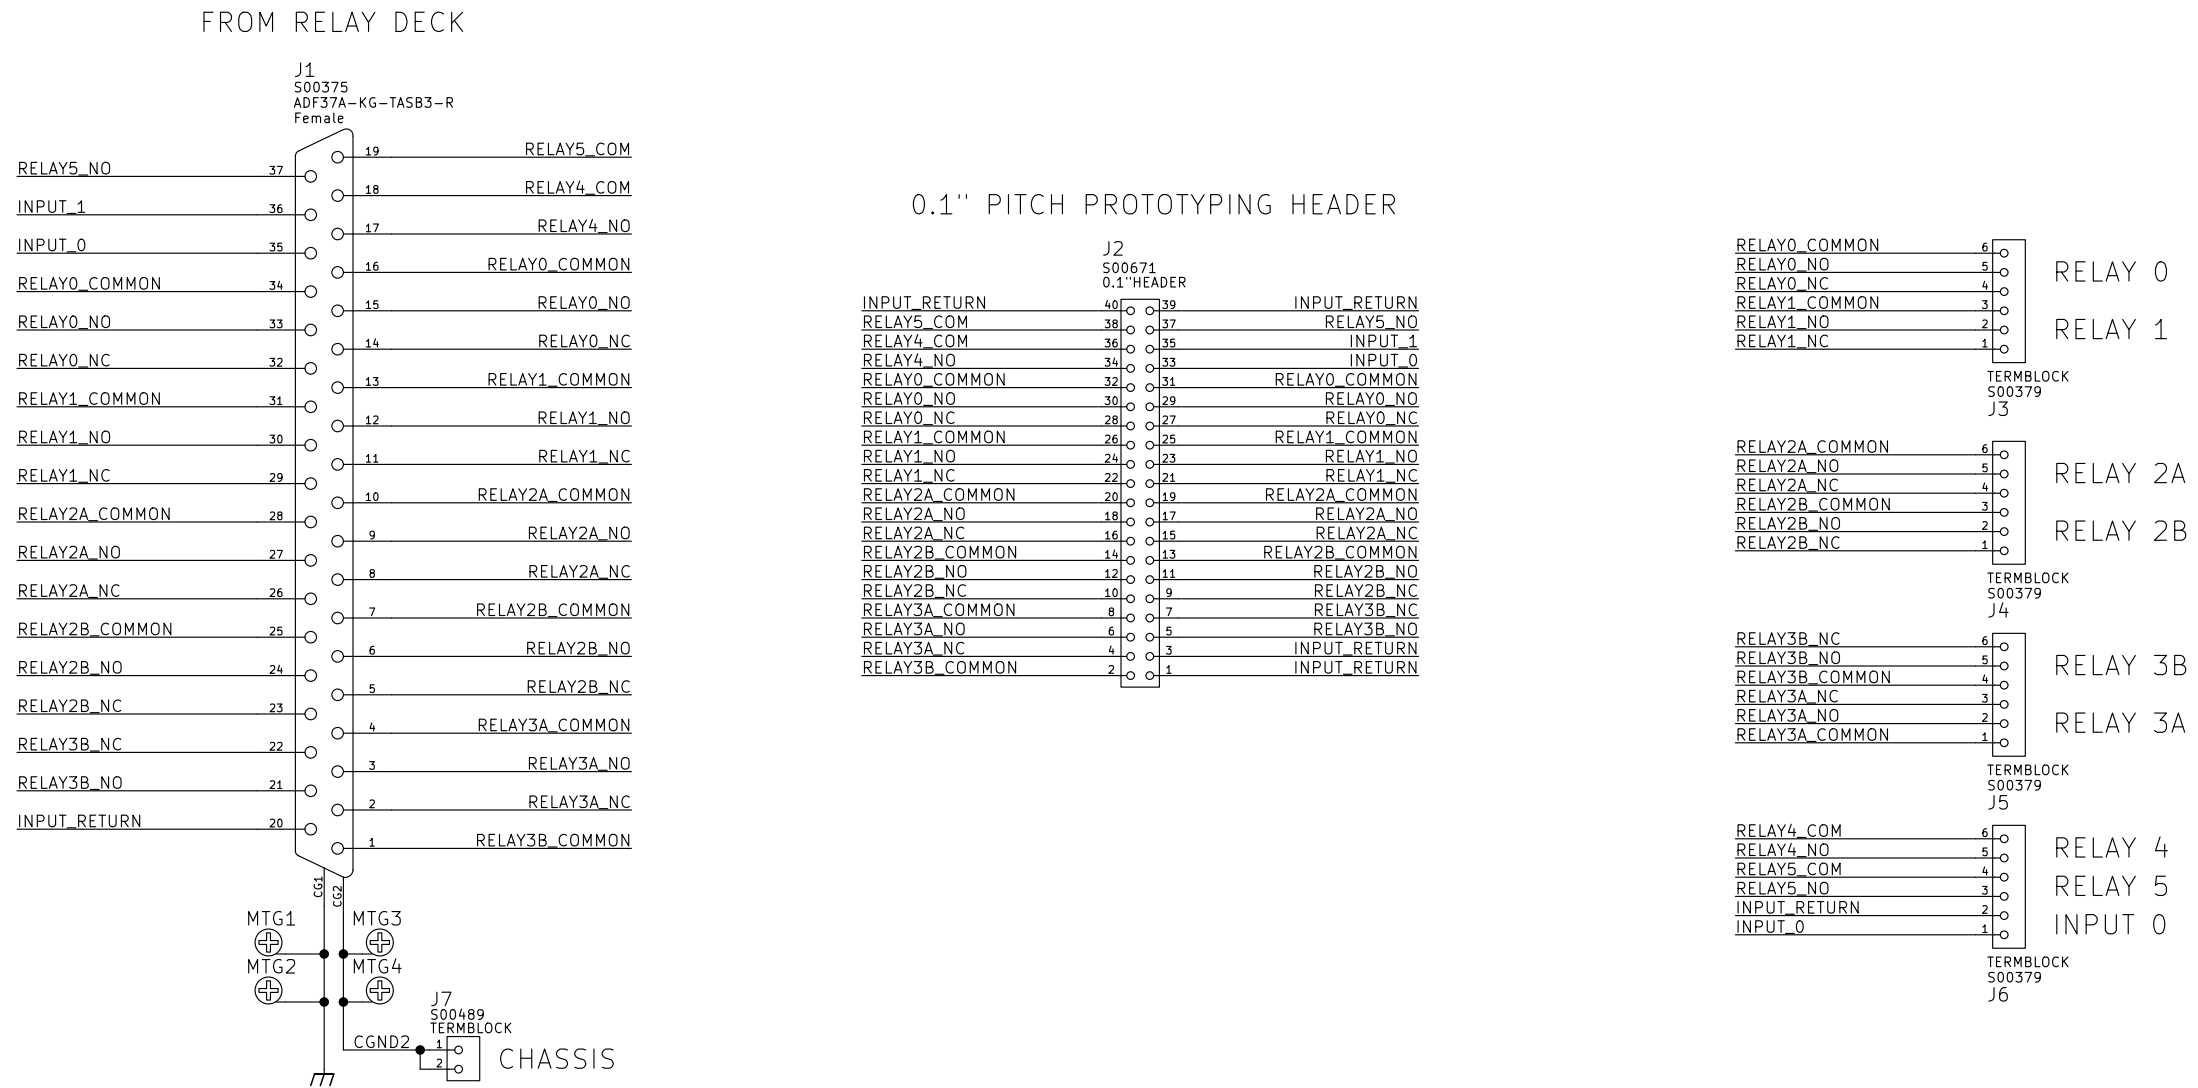 FROM RELAY DECK
J1
S00375
ADF37A-KG-TASB3-R
Female
19 RELAY5_COM
RELAY5_NO 37
18 RELAY4_COM
INPUT_1 36
17 RELAY4_NO
INPUT_0 35
16 RELAY0_COMMON
RELAY0_COMMON 34
15 RELAY0_NO
RELAY0_NO 33
14 RELAY0_NC
RELAY0_NC 32
13 RELAY1_COMMON
RELAY1_COMMON 31
12 RELAY1_NO
RELAY1_NO 30
11 RELAY1_NC
RELAY1_NC 29
10 RELAY2A_COMMON
RELAY2A_COMMON 28
9 RELAY2A_NO
RELAY2A_NO 27
8 RELAY2A_NC
RELAY2A_NC 26
7 RELAY2B_COMMON
RELAY2B_COMMON 25
6 RELAY2B_NO
RELAY2B_NO 24
5 RELAY2B_NC
RELAY2B_NC 23
4 RELAY3A_COMMON
RELAY3B_NC 22
3 RELAY3A_NO
RELAY3B_NO 21
2 RELAY3A_NC
INPUT_RETURN 20
1 RELAY3B_COMMON
CG1
CG2
MTG1 MTG3
MTG2 MTG4
J7
S00489
TERMBLOCK
CGND2 1
2
CHASSIS
0.1" PITCH PROTOTYPING HEADER
J2
S00671
0.1"HEADER
INPUT_RETURN 40 39 INPUT_RETURN
RELAY5_COM 38 37 RELAY5_NO
RELAY4_COM 36 35 INPUT_1
RELAY4_NO 34 33 INPUT_0
RELAY0_COMMON 32 31 RELAY0_COMMON
RELAY0_NO 30 29 RELAY0_NO
RELAY0_NC 28 27 RELAY0_NC
RELAY1_COMMON 26 25 RELAY1_COMMON
RELAY1_NO 24 23 RELAY1_NO
RELAY1_NC 22 21 RELAY1_NC
RELAY2A_COMMON 20 19 RELAY2A_COMMON
RELAY2A_NO 18 17 RELAY2A_NO
RELAY2A_NC 16 15 RELAY2A_NC
RELAY2B_COMMON 14 13 RELAY2B_COMMON
RELAY2B_NO 12 11 RELAY2B_NO
RELAY2B_NC 10 9 RELAY2B_NC
RELAY3A_COMMON 8 7 RELAY3B_NC
RELAY3A_NO 6 5 RELAY3B_NO
RELAY3A_NC 4 3 INPUT_RETURN
RELAY3B_COMMON 2 1 INPUT_RETURN
RELAY0_COMMON 6
RELAY0_NO 5 RELAY 0
RELAY0_NC 4
RELAY1_COMMON 3
RELAY1_NO 2 RELAY 1
RELAY1_NC 1
TERMBLOCK
S00379
J3
RELAY2A_COMMON 6
RELAY2A_NO 5 RELAY 2A
RELAY2A_NC 4
RELAY2B_COMMON 3
RELAY2B_NO 2 RELAY 2B
RELAY2B_NC 1
TERMBLOCK
S00379
J4
RELAY3B_NC 6
RELAY3B_NO 5 RELAY 3B
RELAY3B_COMMON 4
RELAY3A_NC 3
RELAY3A_NO 2 RELAY 3A
RELAY3A_COMMON 1
TERMBLOCK
S00379
J5
RELAY4_COM 6
RELAY4_NO 5 RELAY 4
RELAY5_COM 4
RELAY5_NO 3 RELAY 5
INPUT_RETURN 2
INPUT_0 1 INPUT 0
TERMBLOCK
S00379
J6